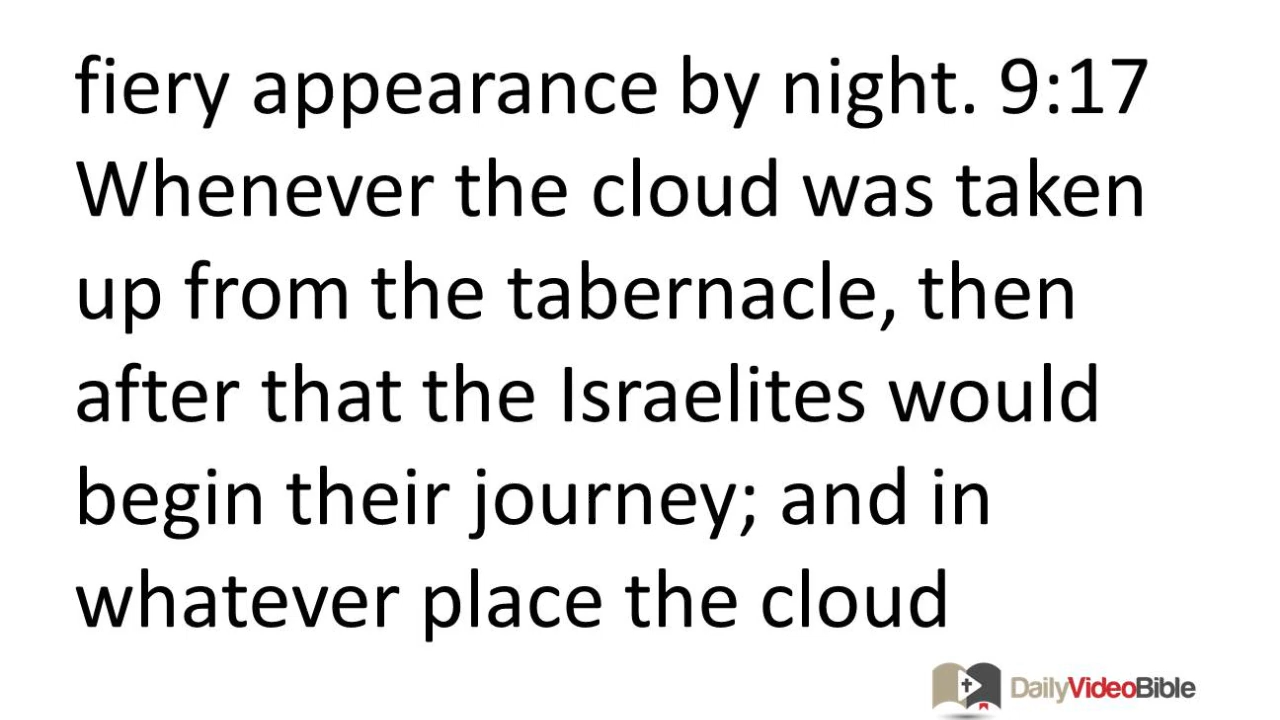 fiery appearance by night. 9:17
Whenever the cloud was taken
up from the tabernacle, then
after that the Israelites would
begin their journey; and in
whatever place the cloud
DailyVideoBible